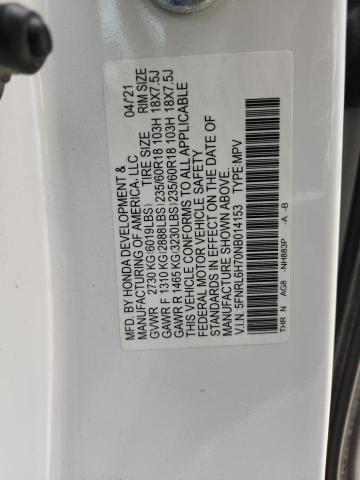 MFD. BY HONDA DEVELOPMENT & 04/21
MANUFACTURING OF AMERICA, LLC
TIRE SIZE RIM SIZE
GVWR 2730 KG(6019LBS)
GAWR F 1310 KG(2888LBS)235/60R18 103H 18X7.5J
GAWR R 1465 KG(3230LBS)235/60R18 103H 18X7.5J
THIS VEHICLE CONFORMS TO ALL APPLICABLE
FEDERAL MOTOR VEHICLE SAFETY
STANDARDS IN EFFECT ON THE DATE OF
MANUFACTURE SHOWN ABOVE.
V.I.N. 5FNRL6H70NB014153 TYPE:MPV
THR N AG8 -NH883P -A -B